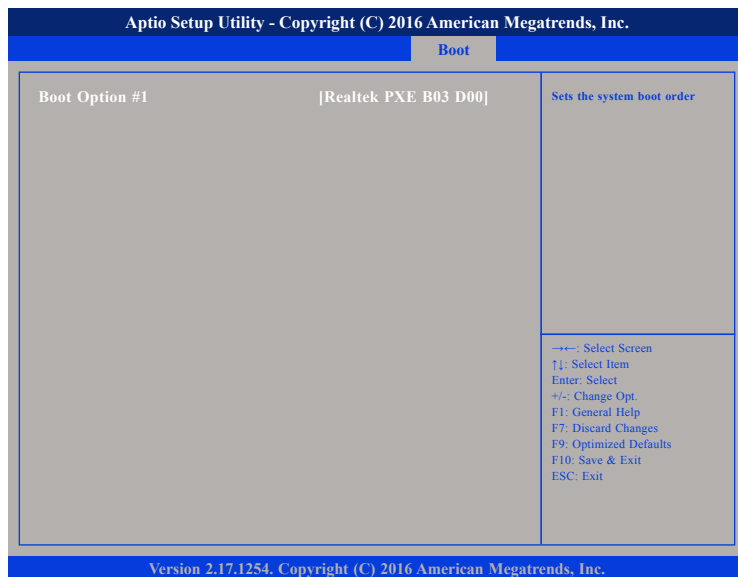 Aptio Setup Utility - Copyright (C) 2016 American Megatrends, Inc.
Boot
Boot Option #1 [Realtek PXE B03 D00]
Sets the system boot order
→←: Select Screen
↑↓: Select Item
Enter: Select
+/-: Change Opt.
F1: General Help
F7: Discard Changes
F9: Optimized Defaults
F10: Save & Exit
ESC: Exit
Version 2.17.1254. Copyright (C) 2016 American Megatrends, Inc.